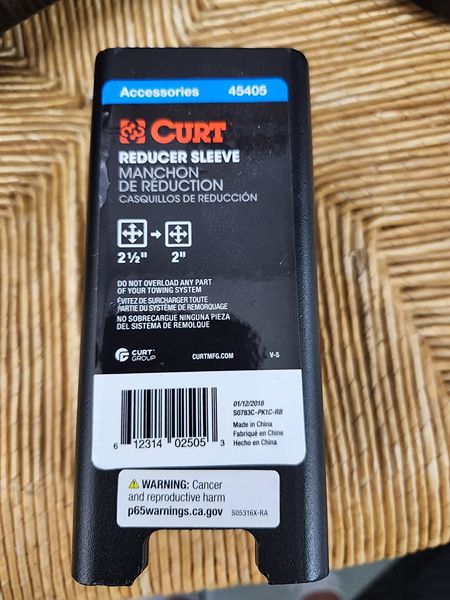 Accessories 45405
CURT
REDUCER SLEEVE
MANCHON
DE RÉDUCTION
CASQUILLOS DE REDUCCIÓN
2 ½" 2"
DO NOT OVERLOAD ANY PART
OF YOUR TOWING SYSTEM
ÉVITEZ DE SURCHARGER TOUTE
PARTIE DU SYSTÈME DE REMORQUAGE
NO SOBRECARGUE NINGUNA PIEZA
DEL SISTEMA DE REMOLQUE
CURT
GROUP
CURTMFG.COM V-5
01/12/2018
S0783C-PK1C-RB
Made in China
Fabriqué en Chine
Hecho en China
6 12314 02505 3
WARNING: Cancer
and reproductive harm
p65warnings.ca.gov S05316X-RA